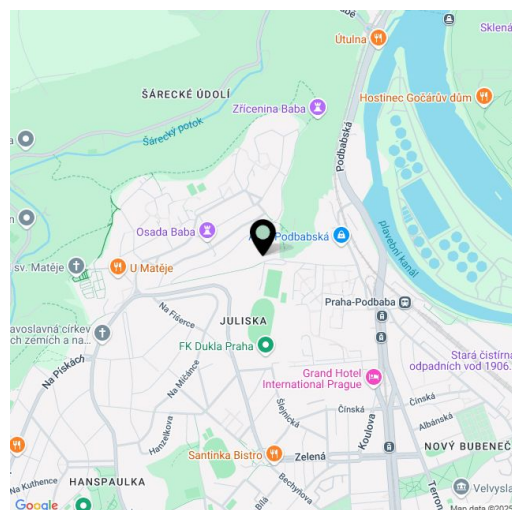 Útulna
Sklená
ŠÁRECKÉ ÚDOLÍ
Hostinec Gočárův dům
Zřícenina Baba
Šárecký potok
Podbabská
plavební kanál
Osada Baba
Podbabská
sv. Matěje
U Matěje
Praha-Podbaba
Na Fišerce
JULISKA
avoslavná církev
ch zemích a na...
FK Dukla Praha
Stará čistírn
odpadních vod 1906.
Na Pískách
Na Míčánce
Grand Hotel
International Prague
Šlejnická
Čínská
Čínská
Albánská
Koulova
Hanzelkova
NOVÝ BUBENEČ
Santinka Bistro
Zelená
HANSPAULKA
Na Kuthence
Bechyňova
Bílá
Terron
Velvysla
Google
Map data ©2025